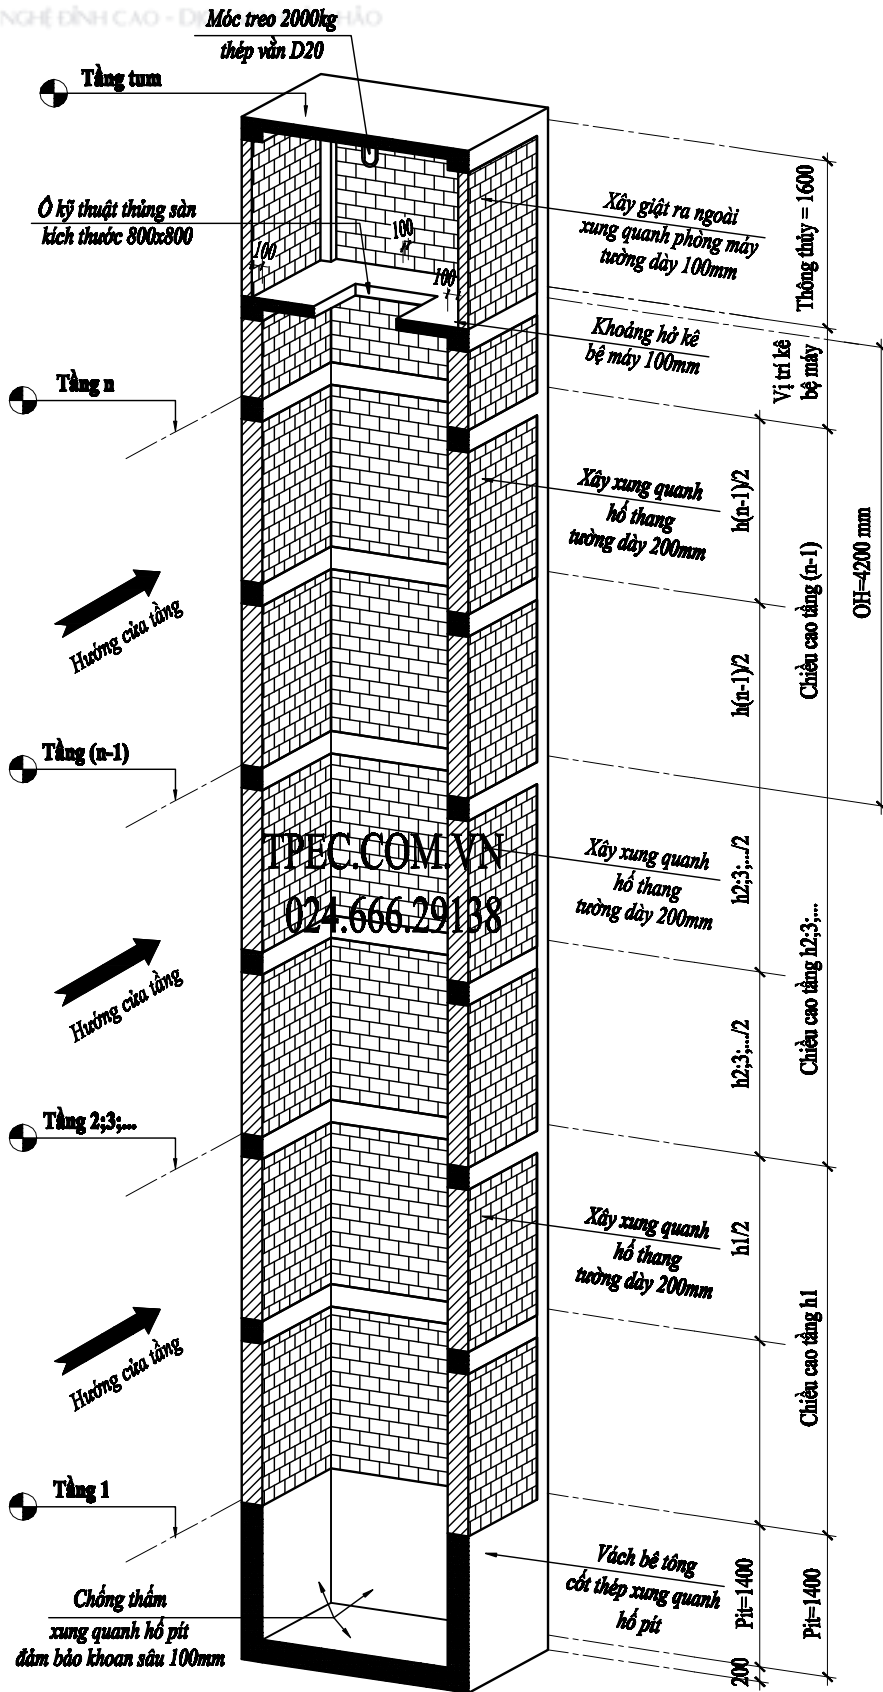 NGHỆ ĐỈNH CAO - DỊ HẢO
Móc treo 2000kg
thép vằn D20
Tầng tum
Ô kỹ thuật thủng sàn
kích thước 800x800
100
100
100
Xây giật ra ngoài
xung quanh phòng máy
tường dày 100mm
Thông thủy = 1600
Khoảng hở kê
bệ máy 100mm
Vị trí kê
bệ máy
Tầng n
Xây xung quanh
hố thang
tường dày 200mm
h(n-1)/2
Chiều cao tầng (n-1)
OH=4200 mm
Hướng cửa tầng
h(n-1)/2
Tầng (n-1)
TPEC.COM.VN
024.666.29138
Xây xung quanh
hố thang
tường dày 200mm
h2;3;.../2
Chiều cao tầng h2;3;...
Hướng cửa tầng
h2;3;.../2
Tầng 2;3;...
Xây xung quanh
hố thang
tường dày 200mm
h1/2
Chiều cao tầng h1
Hướng cửa tầng
Tầng 1
Vách bê tông
cốt thép xung quanh
hố pít
Pit=1400
Pit=1400
Chống thấm
xung quanh hố pít
đảm bảo khoan sâu 100mm
200